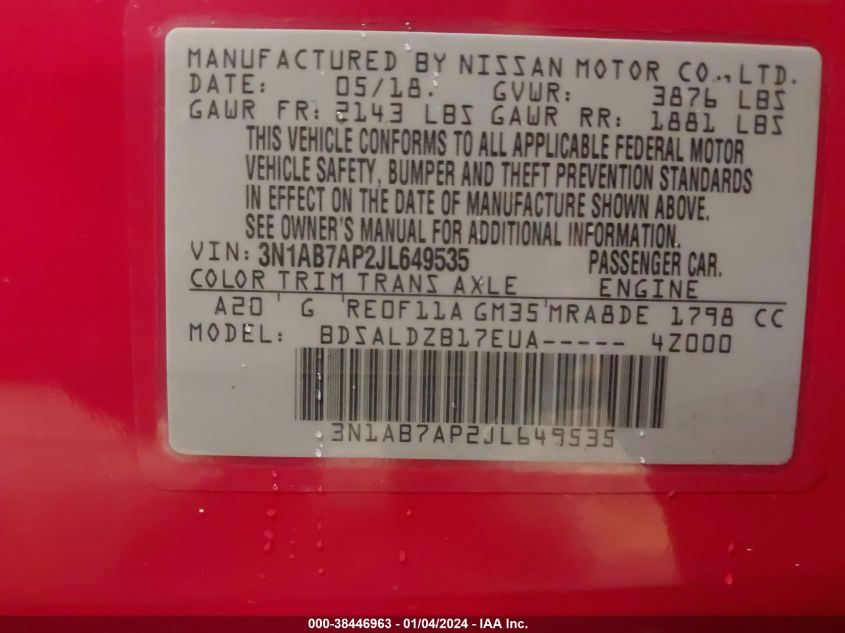 MANUFACTURED BY NISSAN MOTOR CO., LTD.
DATE: 05/18. GVWR: 3876 LBS
GAWR FR: 2143 LBS GAWR RR: 1881 LBS
THIS VEHICLE CONFORMS TO ALL APPLICABLE FEDERAL MOTOR
VEHICLE SAFETY, BUMPER AND THEFT PREVENTION STANDARDS
IN EFFECT ON THE DATE OF MANUFACTURE SHOWN ABOVE.
SEE OWNER'S MANUAL FOR ADDITIONAL INFORMATION.
VIN: 3N1AB7AP2JL649535 PASSENGER CAR.
COLOR TRIM TRANS AXLE ENGINE
A20 G RE0F11A GM35 MRA8DE 1798 CC
MODEL: BDSALDZB17EUA----- 4Z000
3N1AB7AP2JL649535
000-38446963 - 01/04/2024 - IAA Inc.